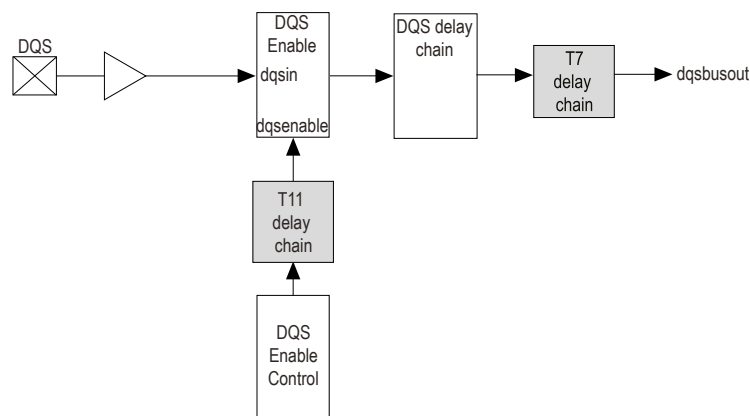 DQS
DQS
Enable
dqsin
dqsenable
DQS delay
chain
T7
delay
chain
dqsbusout
T11
delay
chain
DQS
Enable
Control